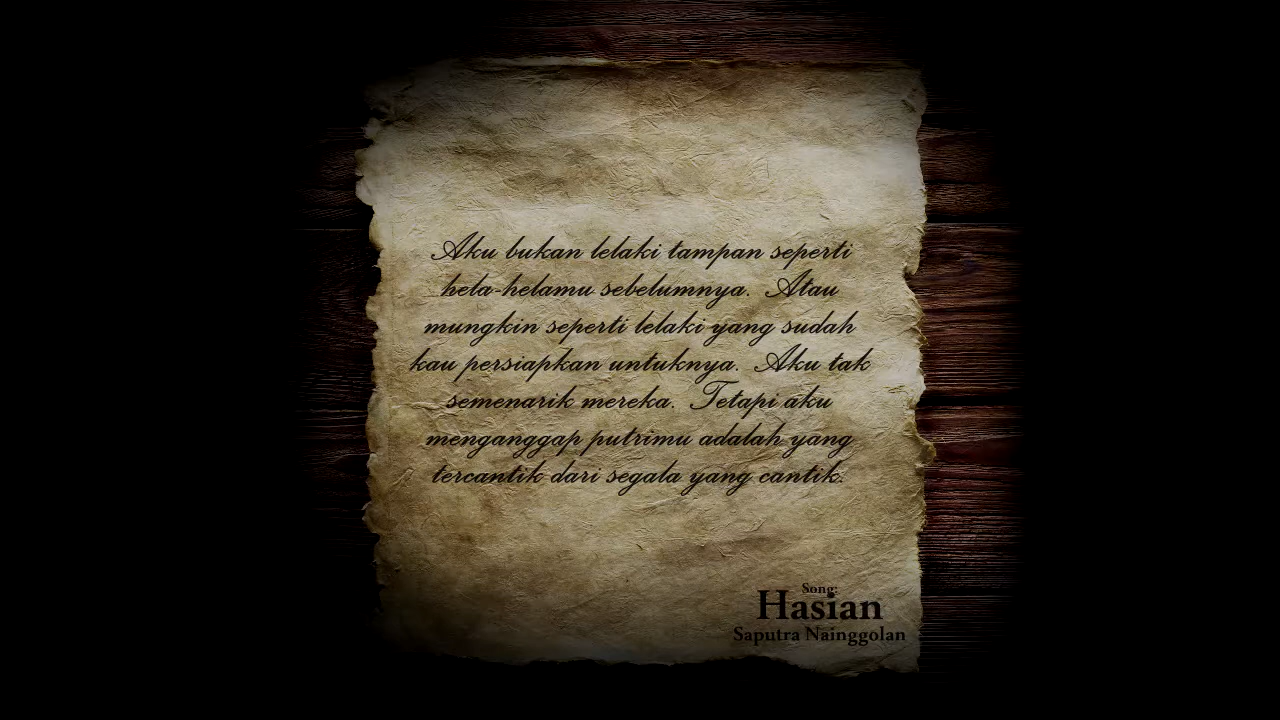 Aku bukan lelaki tampan seperti
hela-helamu sebelumnya. Atau
mungkin seperti lelaki yang sudah
kau persiapkan untuknya. Aku tak
semenarik mereka. Tetapi aku
menganggap putrimu adalah yang
tercantik dari segala yang cantik.
Song:
Hasian
Saputra Nainggolan